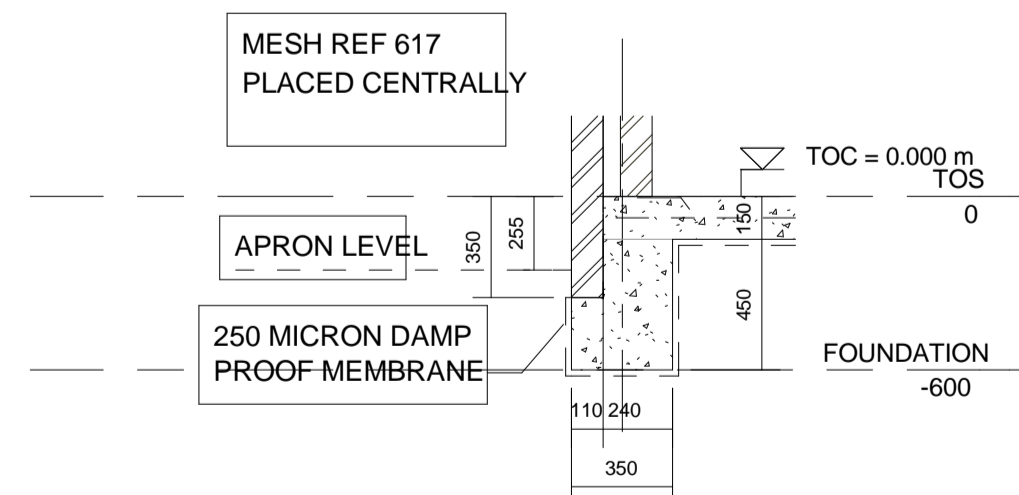 MESH REF 617
PLACED CENTRALLY
TOC = 0.000 m
TOS
0
APRON LEVEL
350
255
150
450
250 MICRON DAMP
PROOF MEMBRANE
FOUNDATION
-600
110 240
350